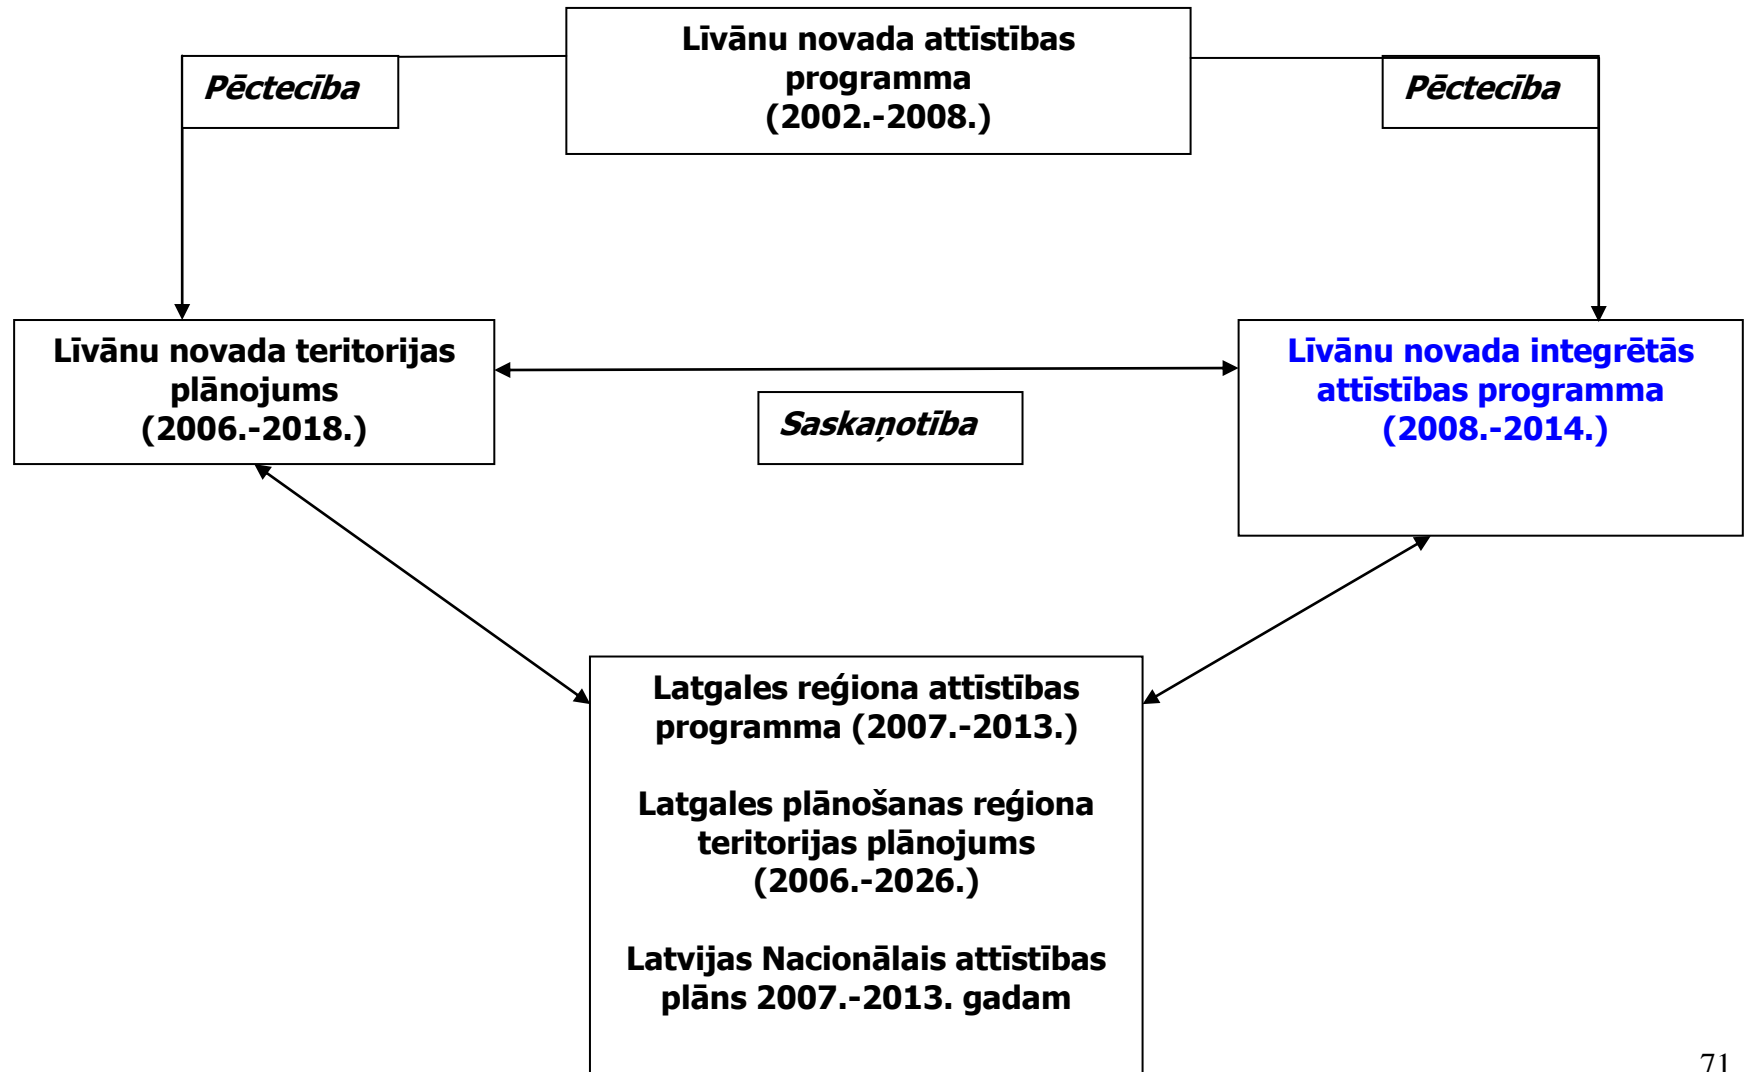 Līvānu novada attīstības
programma
(2002.-2008.)
Pēctecība
Pēctecība
Līvānu novada teritorijas
plānojums
(2006.-2018.)
Saskaņotība
Līvānu novada integrētās
attīstības programma
(2008.-2014.)
Latgales reģiona attīstības
programma (2007.-2013.)
Latgales plānošanas reģiona
teritorijas plānojums
(2006.-2026.)
Latvijas Nacionālais attīstības
plāns 2007.-2013. gadam
71